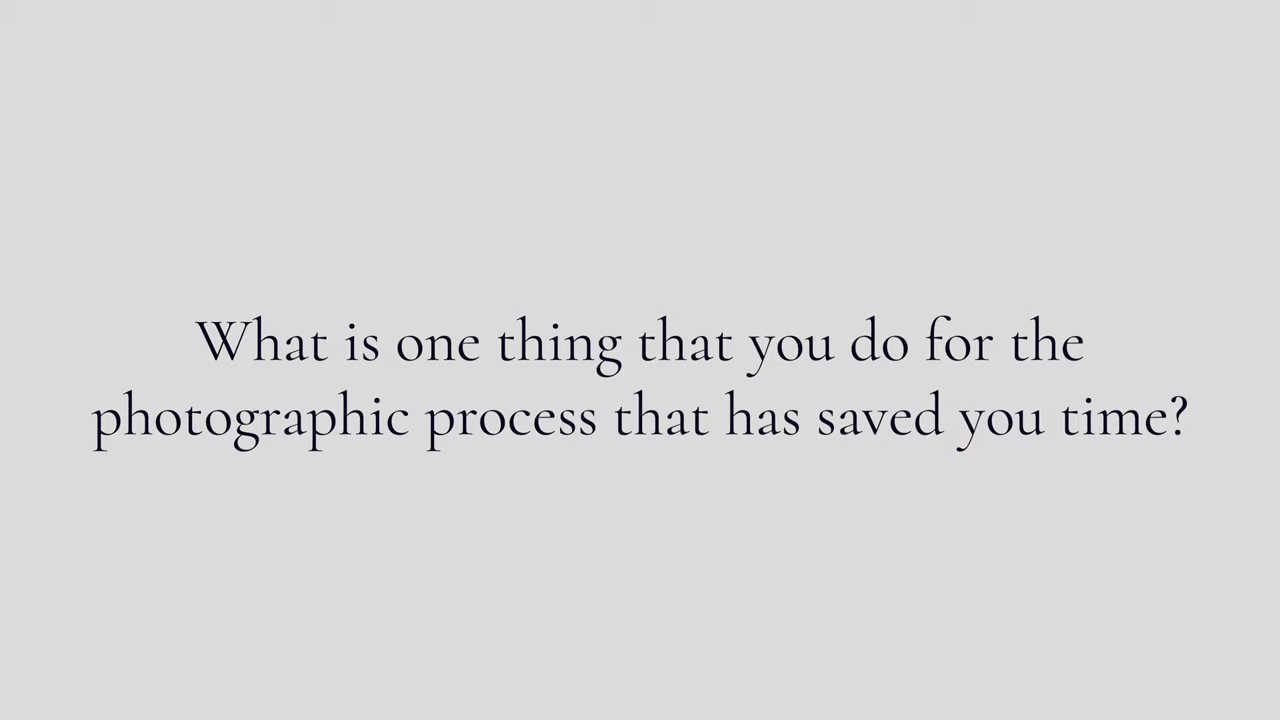 What is one thing that you do for the
photographic process that has saved you time?